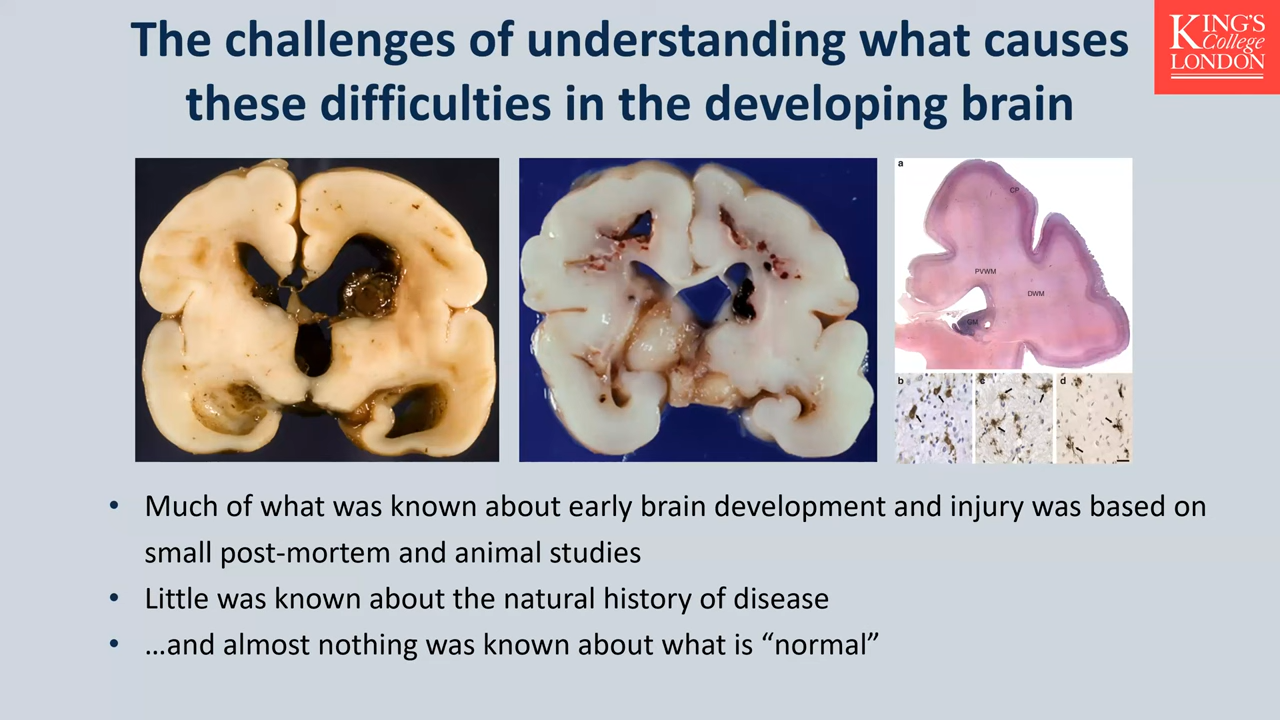 The challenges of understanding what causes
these difficulties in the developing brain
KING'S
College
LONDON
a
CP
PVWM
DWM
GM
b
c
d
• Much of what was known about early brain development and injury was based on
small post-mortem and animal studies
• Little was known about the natural history of disease
• …and almost nothing was known about what is “normal”